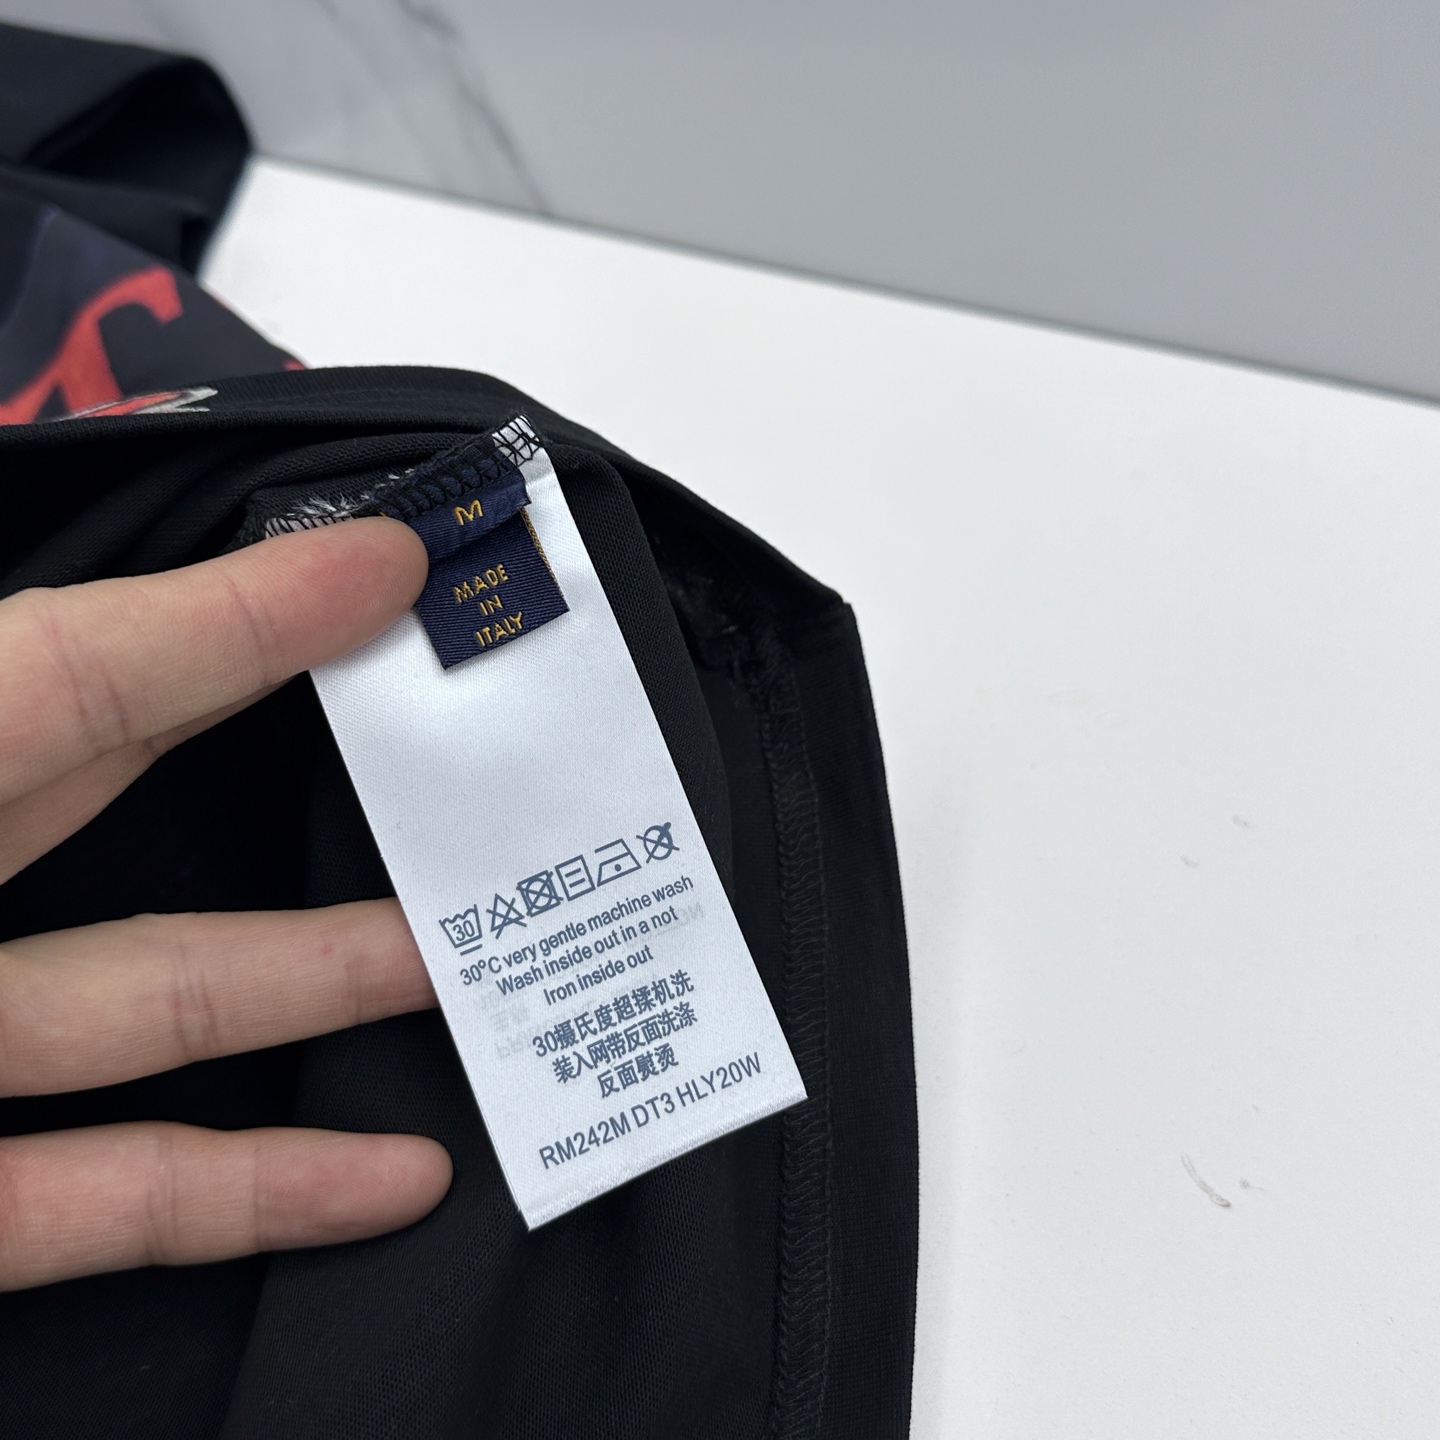 M
MADE
IN
ITALY
30
30°C very gentle machine wash
Wash inside out in a not
Iron inside out
30摄氏度超揉机洗
装入网带反面洗涤
反面熨烫
RM242M DT3 HLY20W